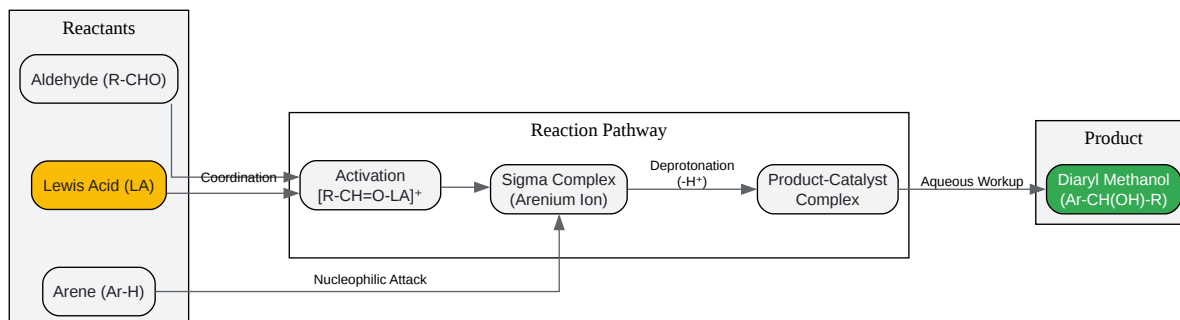 Reactants
Aldehyde (R-CHO)
Lewis Acid (LA)
Arene (Ar-H)
Coordination
Nucleophilic Attack
Reaction Pathway
Activation
[R-CH=O-LA]⁺
Sigma Complex
(Arenium Ion)
Deprotonation
(-H⁺)
Product-Catalyst
Complex
Aqueous Workup
Product
Diaryl Methanol
(Ar-CH(OH)-R)